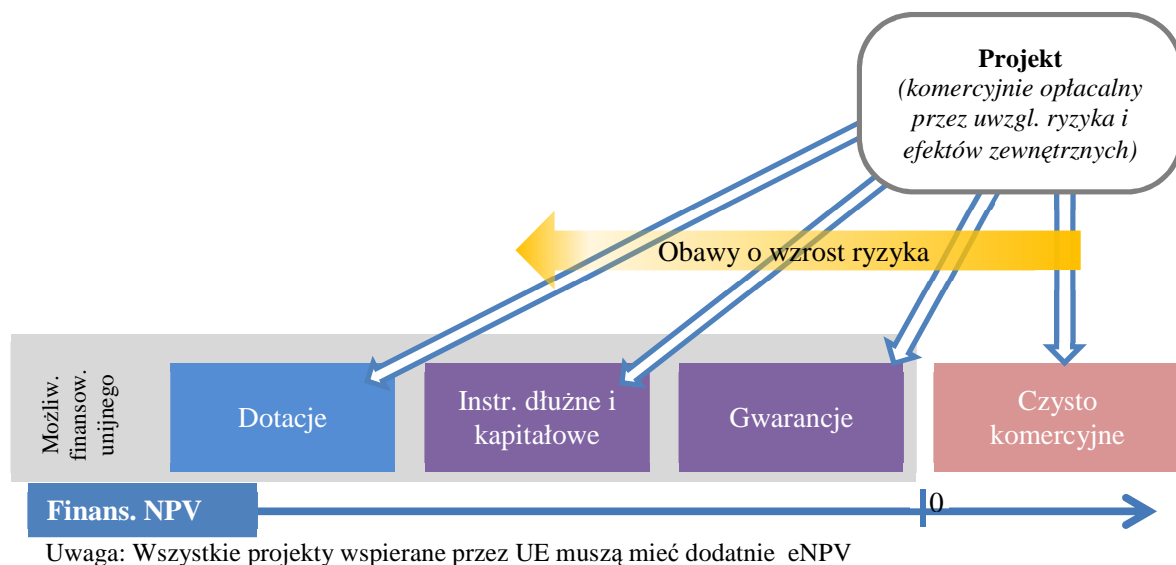 Projekt
(komercyjnie opłacalny
przez uwzgl. ryzyka i
efektów zewnętrznych)
Obawy o wzrost ryzyka
Możliw.
finansow.
unijnego
Dotacje
Instr. dłużne i
kapitałowe
Gwarancje
Czysto
komercyjne
Finans. NPV
0
Uwaga: Wszystkie projekty wspierane przez UE muszą mieć dodatnie eNPV